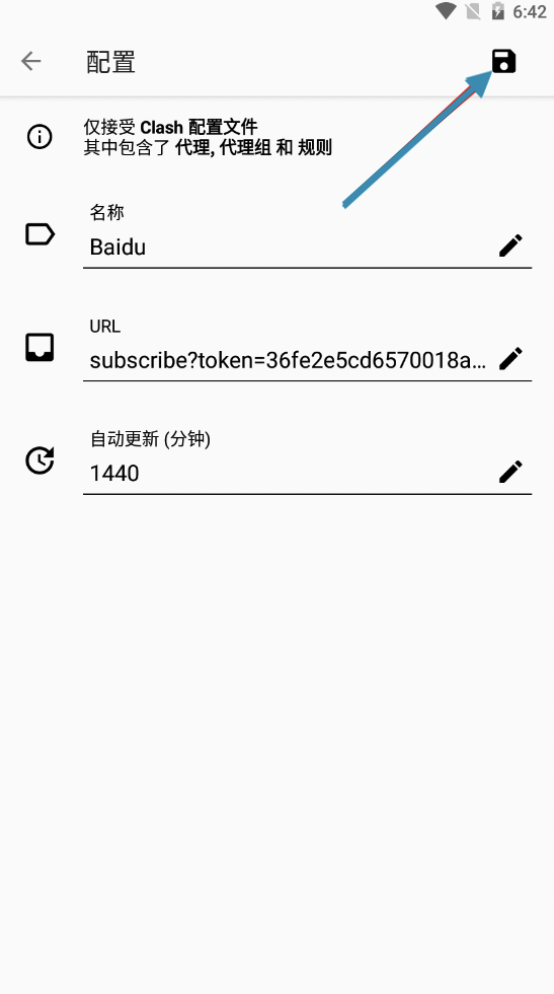 6:42
配置
仅接受 Clash 配置文件
其中包含了 代理, 代理组 和 规则
名称
Baidu
URL
subscribe?token=36fe2e5cd6570018a...
自动更新 (分钟)
1440